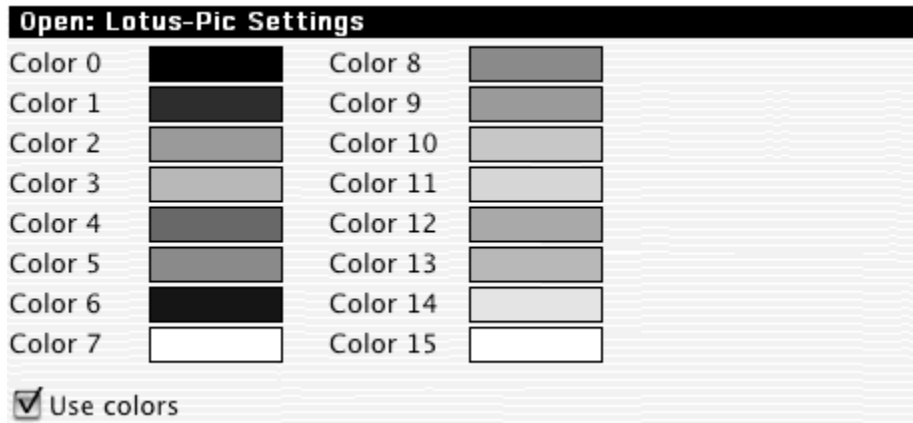 Open: Lotus-Pic Settings
Color 0 Color 8
Color 1 Color 9
Color 2 Color 10
Color 3 Color 11
Color 4 Color 12
Color 5 Color 13
Color 6 Color 14
Color 7 Color 15
Use colors